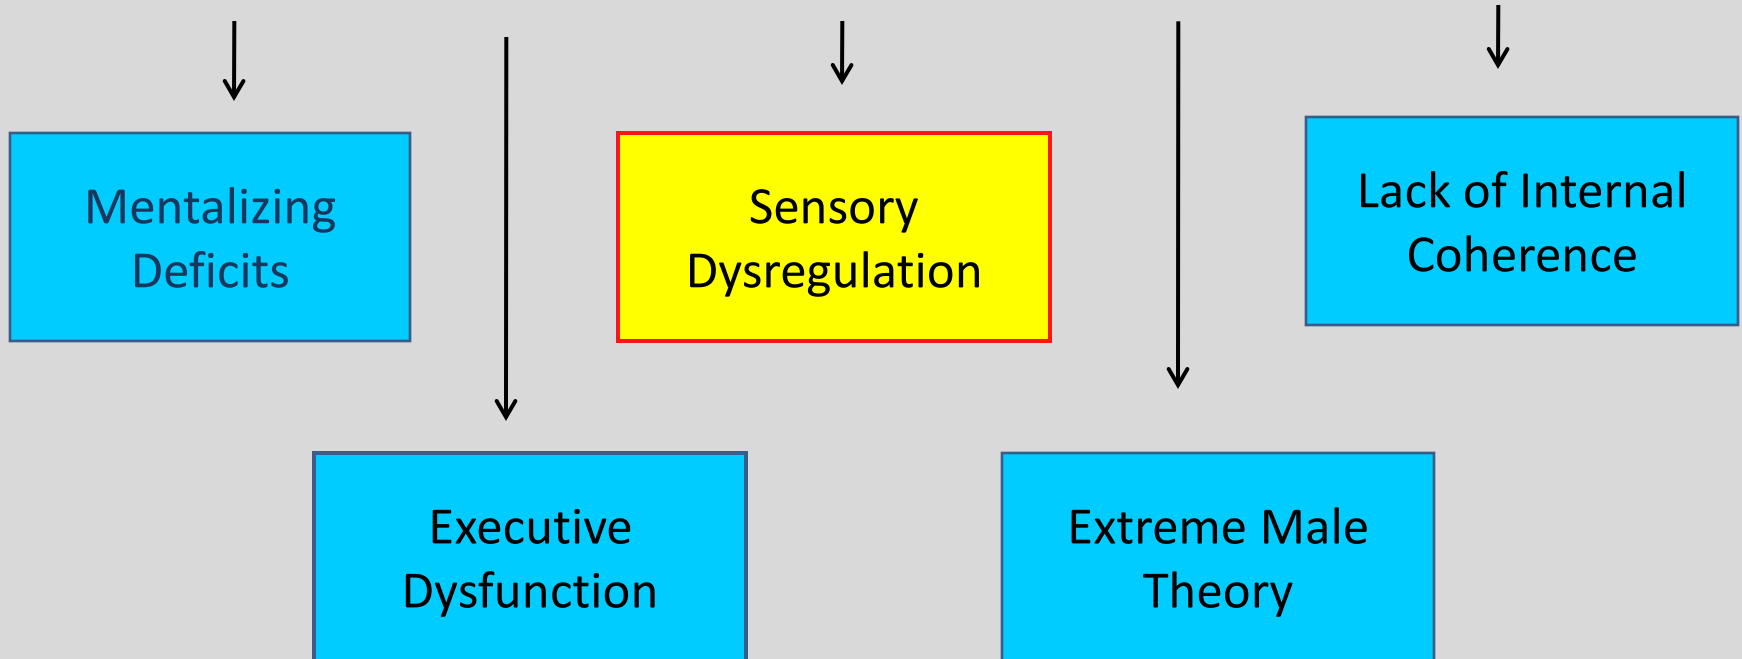 Mentalizing
Deficits
Sensory
Dysregulation
Lack of Internal
Coherence
Executive
Dysfunction
Extreme Male
Theory